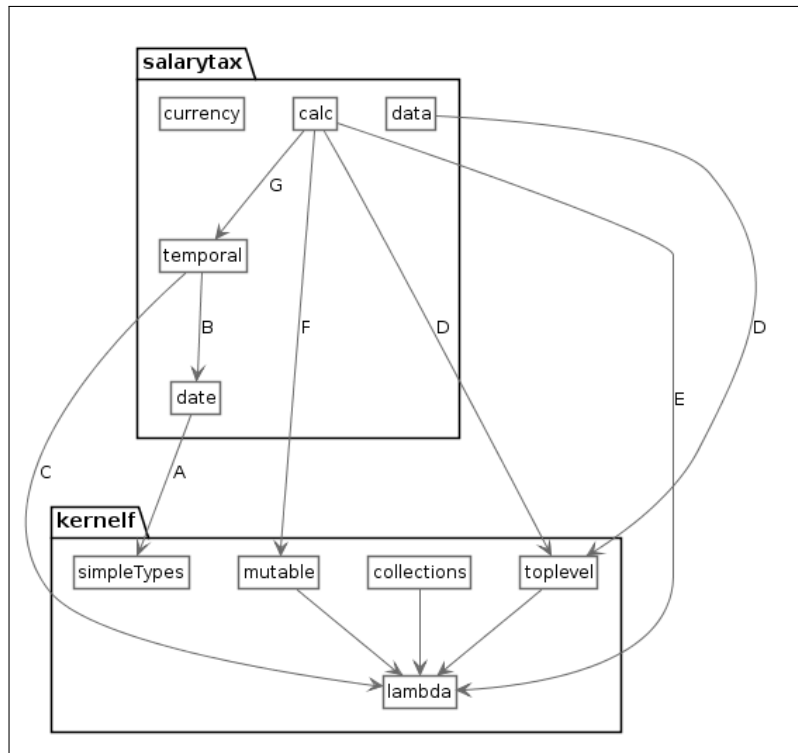 salarytax
currency
calc
data
G
temporal
B
F
D
D
date
E
C
A
kernelf
simpleTypes
mutable
collections
toplevel
lambda